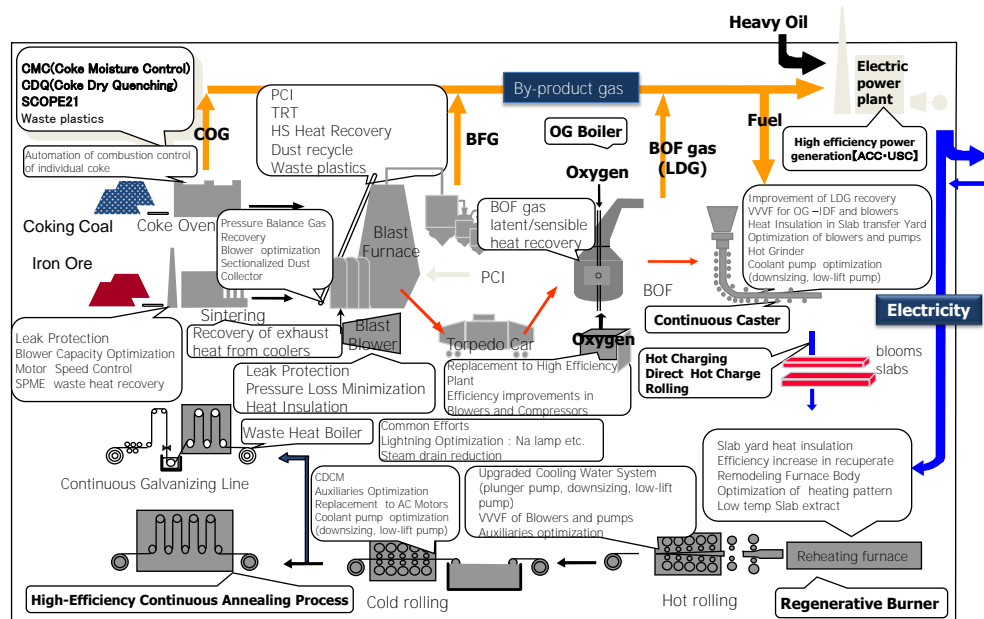 Heavy Oil
CMC(Coke Moisture Control)
CDQ(Coke Dry Quenching)
SCOPE21
Waste plastics
Automation of combustion control
of individual coke
COG
PCI
TRT
HS Heat Recovery
Dust recycle
Waste plastics
BFG
By-product gas
OG Boiler
BOF gas
(LDG)
Fuel
Electric
power
plant
High efficiency power
generation【ACC・USC】
Coking Coal
Coke Oven
Pressure Balance Gas
Recovery
Blower optimization
Sectionalized Dust
Collector
Blast
Furnace
BOF gas
latent/sensible
heat recovery
Oxygen
PCI
BOF
Improvement of LDG recovery
VVVF for OG –IDF and blowers
Heat Insulation in Slab transfer Yard
Optimization of blowers and pumps
Hot Grinder
Coolant pump optimization
(downsizing, low-lift pump)
Iron Ore
Sintering
Continuous Caster
Electricity
Leak Protection
Blower Capacity Optimization
Motor Speed Control
SPME waste heat recovery
Recovery of exhaust
heat from coolers
Blast
Blower
Torpedo Car
Oxygen
Leak Protection
Pressure Loss Minimization
Heat Insulation
Replacement to High Efficiency
Plant
Efficiency improvements in
Blowers and Compressors
Hot Charging
Direct Hot Charge
Rolling
blooms
slabs
Waste Heat Boiler
Common Efforts
Lightning Optimization : Na lamp etc.
Steam drain reduction
Continuous Galvanizing Line
CDCM
Auxiliaries Optimization
Replacement to AC Motors
Coolant pump optimization
(downsizing, low-lift pump)
Upgraded Cooling Water System
(plunger pump, downsizing, low-lift
pump)
VVVF of Blowers and pumps
Auxiliaries optimization
Slab yard heat insulation
Efficiency increase in recuperate
Remodeling Furnace Body
Optimization of heating pattern
Low temp Slab extract
Reheating furnace
High-Efficiency Continuous Annealing Process
Cold rolling
Hot rolling
Regenerative Burner